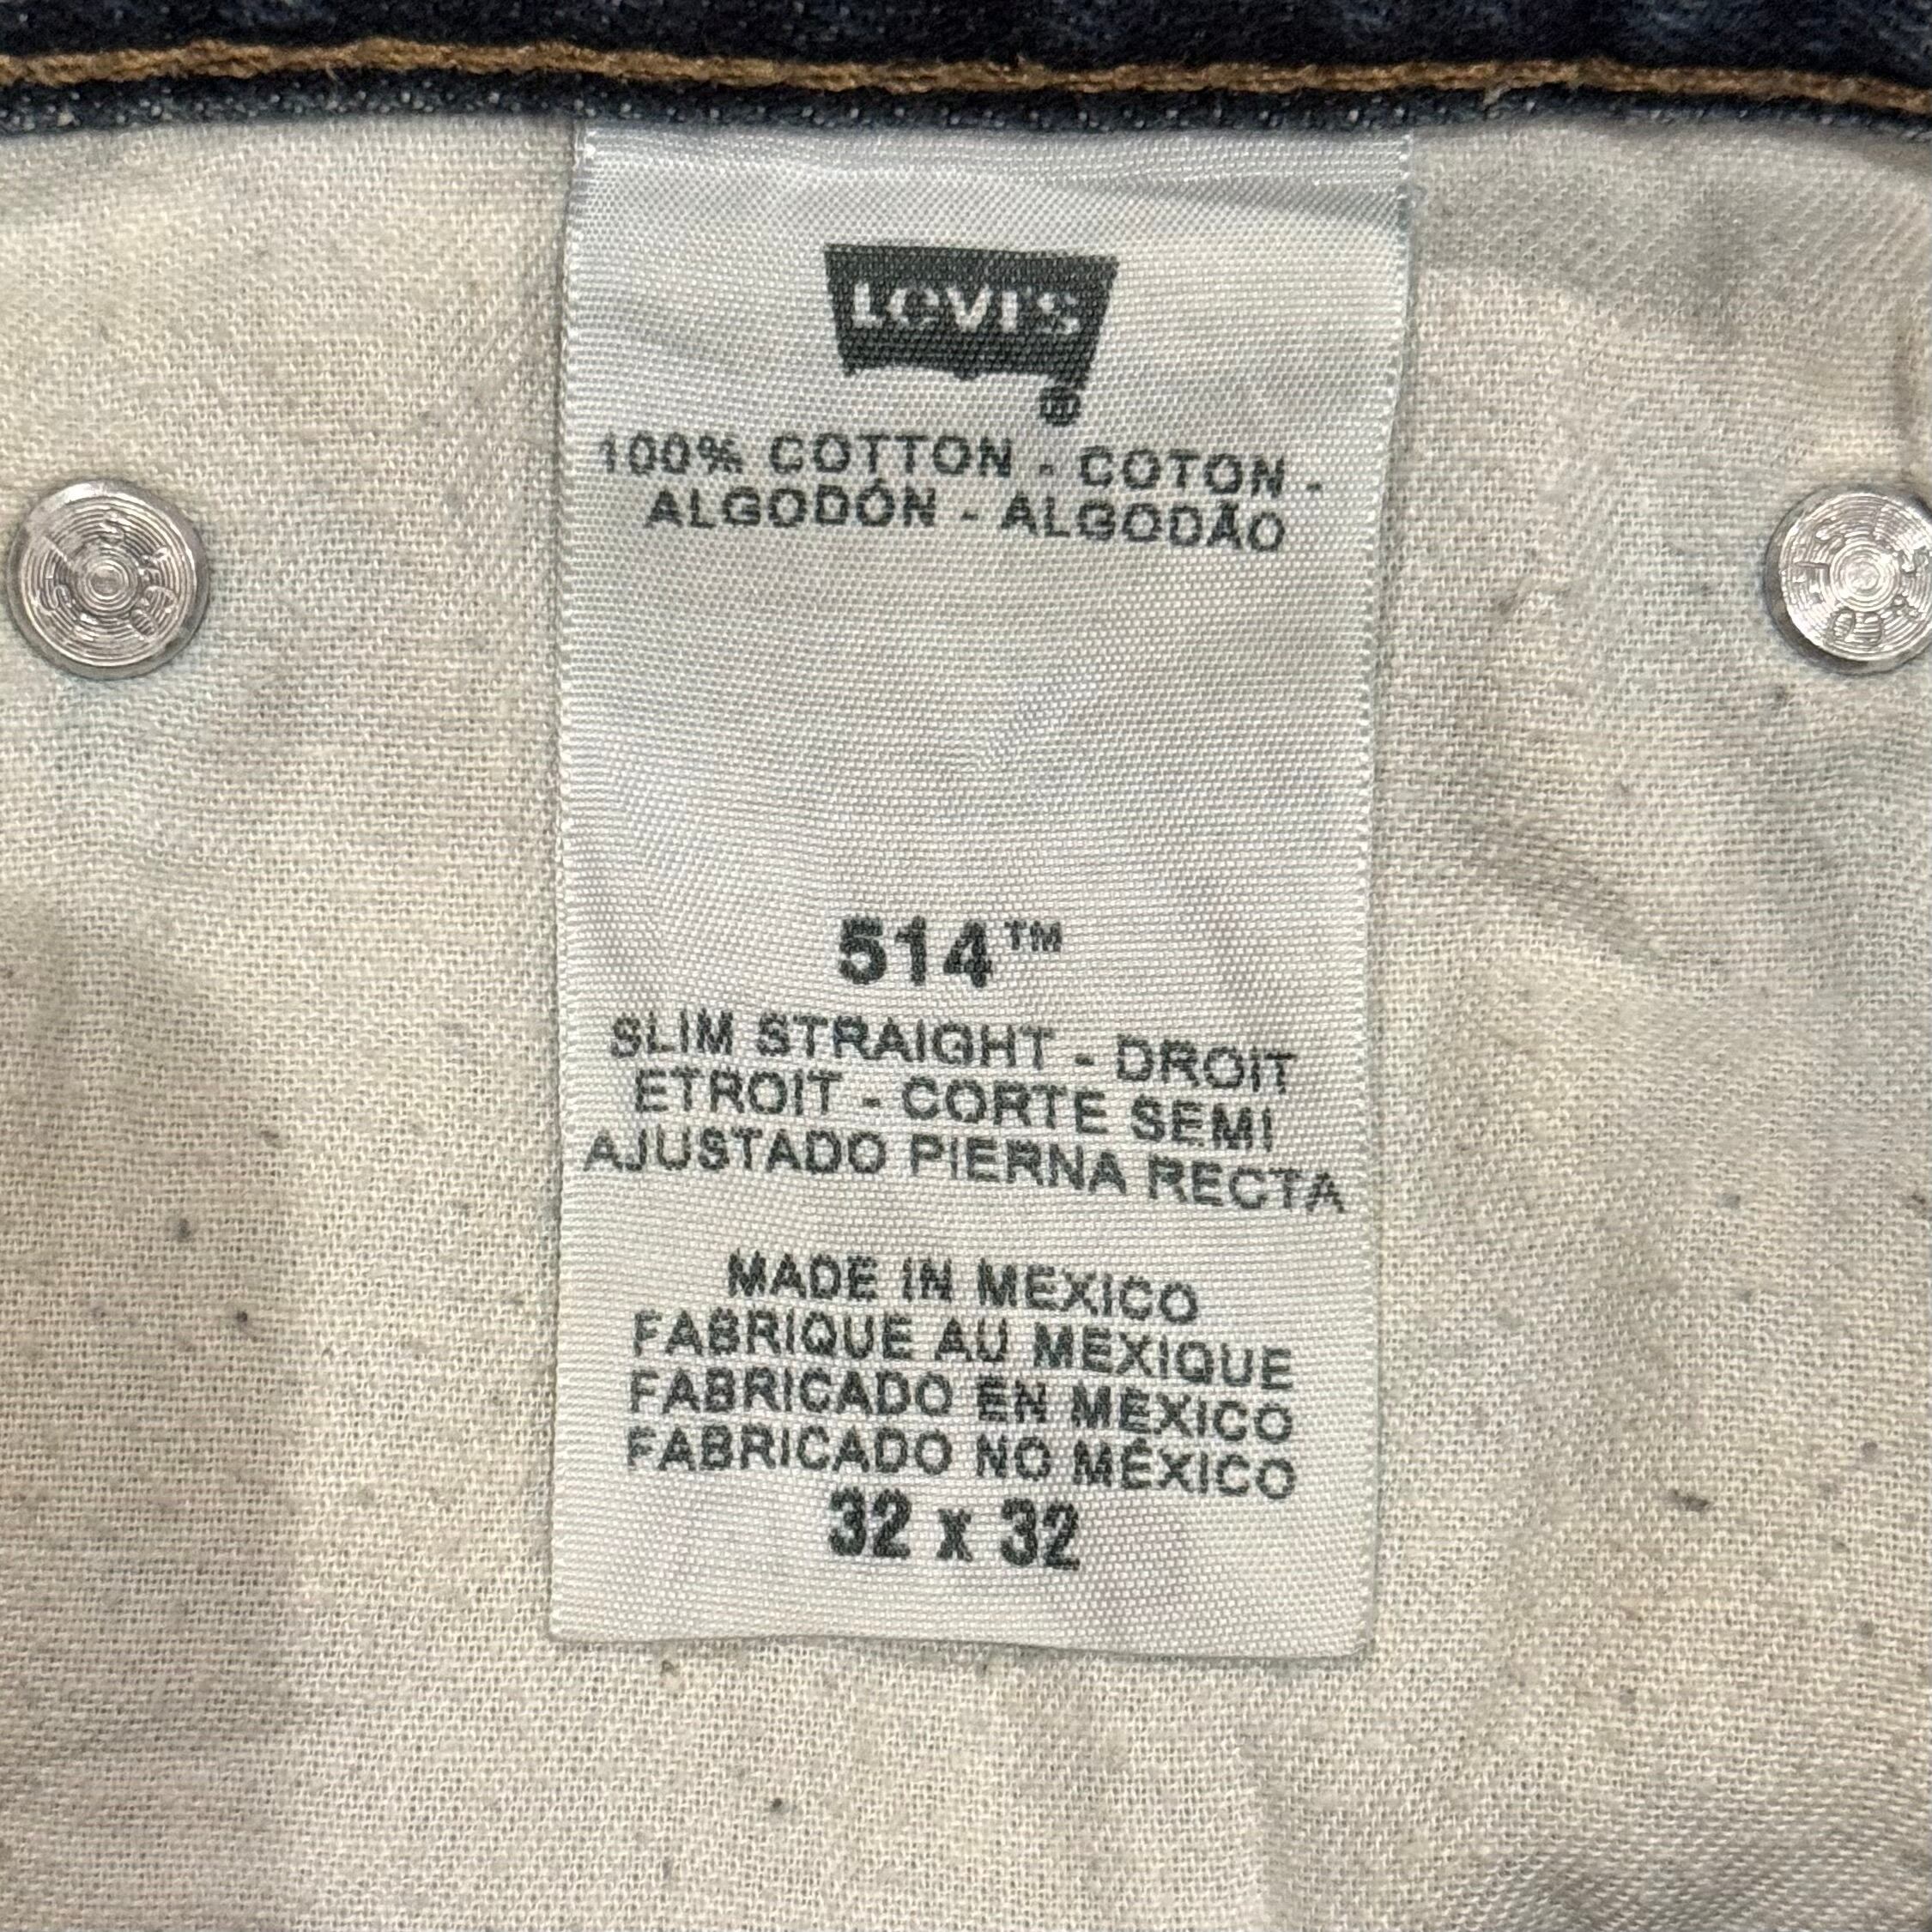 Levi's
®
100% COTTON - COTON -
ALGODÓN - ALGODÃO
514™
SLIM STRAIGHT - DROIT
ETROIT - CORTE SEMI
AJUSTADO PIERNA RECTA
MADE IN MEXICO
FABRIQUE AU MEXIQUE
FABRICADO EN MÉXICO
FABRICADO NO MÉXICO
32 x 32